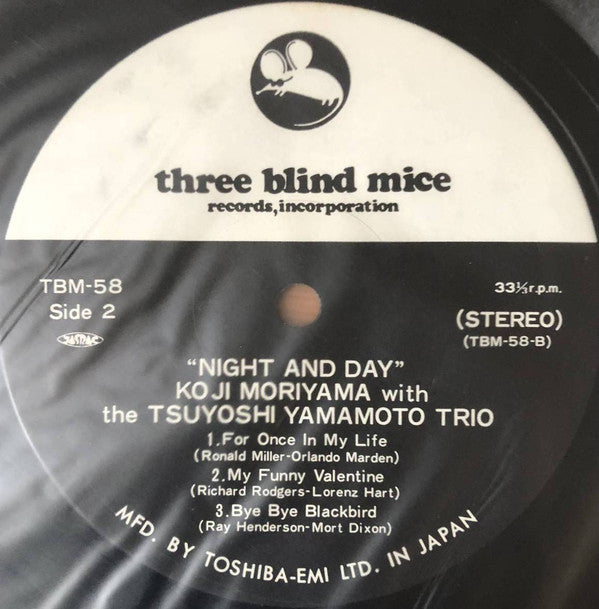 three blind mice
records, incorporation
TBM-58
Side 2
JASRAC
33⅓r.p.m.
(STEREO)
(TBM-58-B)
“NIGHT AND DAY”
KOJI MORIYAMA with
the TSUYOSHI YAMAMOTO TRIO
1.For Once In My Life
(Ronald Miller-Orlando Marden)
2.My Funny Valentine
(Richard Rodgers-Lorenz Hart)
3.Bye Bye Blackbird
(Ray Henderson-Mort Dixon)
MFD. BY TOSHIBA-EMI LTD. IN JAPAN